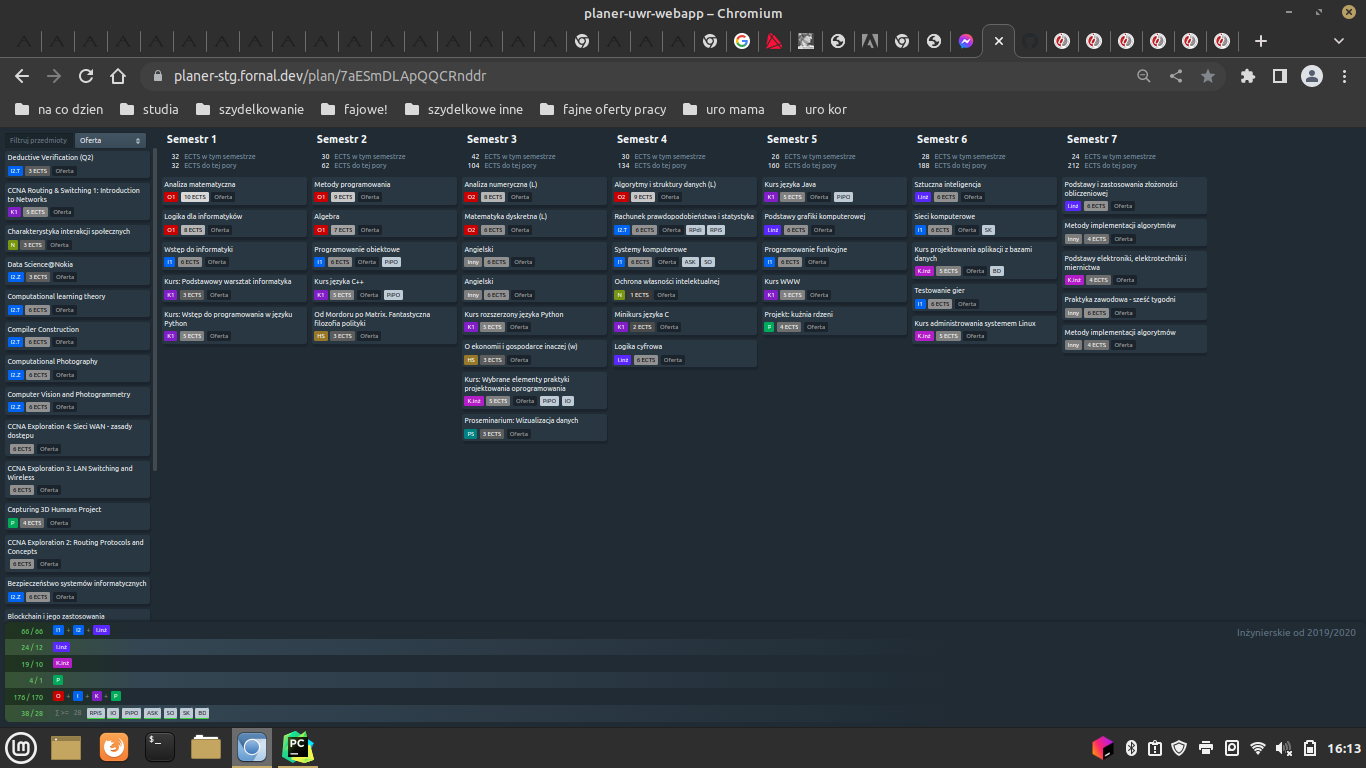 planer-uwr-webapp – Chromium
planer-stg.fornal.dev/plan/7aESmDLApQQCRnddr
na co dzien
studia
szydelkowanie
fajowe!
szydelkowe inne
fajne oferty pracy
uro mama
uro kor
Filtruj przedmioty
Oferta
Deductive Verification (Q2)
I2.T 5 ECTS Oferta
CCNA Routing & Switching 1: Introduction
to Networks
K1 5 ECTS Oferta
Charakterystyka interakcji społecznych
N 3 ECTS Oferta
Data Science@Nokia
I2.Z 3 ECTS Oferta
Computational learning theory
I2.T 6 ECTS Oferta
Compiler Construction
I2.T 6 ECTS Oferta
Computational Photography
I2.Z 6 ECTS Oferta
Computer Vision and Photogrammetry
I2.Z 6 ECTS Oferta
CCNA Exploration 4: Sieci WAN - zasady
dostępu
6 ECTS Oferta
CCNA Exploration 3: LAN Switching and
Wireless
6 ECTS Oferta
Capturing 3D Humans Project
P 4 ECTS Oferta
CCNA Exploration 2: Routing Protocols and
Concepts
6 ECTS Oferta
Bezpieczeństwo systemów informatycznych
I2.Z 6 ECTS Oferta
Blockchain i jego zastosowania
Semestr 1
32 ECTS w tym semestrze
32 ECTS do tej pory
Analiza matematyczna
O1 10 ECTS Oferta
Logika dla informatyków
O1 8 ECTS Oferta
Wstęp do informatyki
I1 6 ECTS Oferta
Kurs: Podstawowy warsztat informatyka
K1 3 ECTS Oferta
Kurs: Wstęp do programowania w języku
Python
K1 5 ECTS Oferta
Semestr 2
30 ECTS w tym semestrze
62 ECTS do tej pory
Metody programowania
O1 9 ECTS Oferta
Algebra
O1 7 ECTS Oferta
Programowanie obiektowe
I1 6 ECTS Oferta PiPO
Kurs języka C++
K1 5 ECTS Oferta PiPO
Od Mordoru po Matrix. Fantastyczna
filozofia polityki
HS 3 ECTS Oferta
Semestr 3
42 ECTS w tym semestrze
104 ECTS do tej pory
Analiza numeryczna (L)
O2 8 ECTS Oferta
Matematyka dyskretna (L)
O2 6 ECTS Oferta
Angielski
Inny 6 ECTS Oferta
Angielski
Inny 6 ECTS Oferta
Kurs rozszerzony języka Python
K1 5 ECTS Oferta
O ekonomii i gospodarce inaczej (w)
HS 3 ECTS Oferta
Kurs: Wybrane elementy praktyki
projektowania oprogramowania
K.inż 5 ECTS Oferta PiPO IO
Proseminarium: Wizualizacja danych
PS 3 ECTS Oferta
Semestr 4
30 ECTS w tym semestrze
134 ECTS do tej pory
Algorytmy i struktury danych (L)
O2 9 ECTS Oferta
Rachunek prawdopodobieństwa i statystyka
I2.T 6 ECTS Oferta RPiS
Systemy komputerowe
I1 6 ECTS Oferta ASK SO
Ochrona własności intelektualnej
N 1 ECTS Oferta
Minikurs języka C
K1 2 ECTS Oferta
Logika cyfrowa
I.inż 6 ECTS Oferta
Semestr 5
26 ECTS w tym semestrze
160 ECTS do tej pory
Kurs języka Java
K1 5 ECTS Oferta PiPO
Podstawy grafiki komputerowej
I.inż 6 ECTS Oferta
Programowanie funkcyjne
I1 6 ECTS Oferta
Kurs WWW
K1 5 ECTS Oferta
Projekt: kuźnia rdzeni
P 4 ECTS Oferta
Semestr 6
28 ECTS w tym semestrze
188 ECTS do tej pory
Sztuczna inteligencja
I.inż 6 ECTS Oferta
Sieci komputerowe
I1 6 ECTS Oferta SK
Kurs projektowania aplikacji z bazami
danych
K.inż 5 ECTS Oferta BD
Testowanie gier
I1 6 ECTS Oferta
Kurs administrowania systemem Linux
K.inż 5 ECTS Oferta
Semestr 7
24 ECTS w tym semestrze
212 ECTS do tej pory
Podstawy i zastosowania złożoności
obliczeniowej
I.inż 6 ECTS Oferta
Metody implementacji algorytmów
Inny 4 ECTS Oferta
Podstawy elektroniki, elektrotechniki i
miernictwa
K.inż 4 ECTS Oferta
Praktyka zawodowa - sześć tygodni
Inny 6 ECTS Oferta
Metody implementacji algorytmów
Inny 4 ECTS Oferta
66 / 66 I1 + I2 + I.inż
24 / 12 I.inż
19 / 10 K.inż
4 / 1 P
176 / 170 O + I + K + P
38 / 28 Σ >= 28 RPiS IO PiPO ASK SO SK BD
Inżynierskie od 2019/2020
PC
16:13